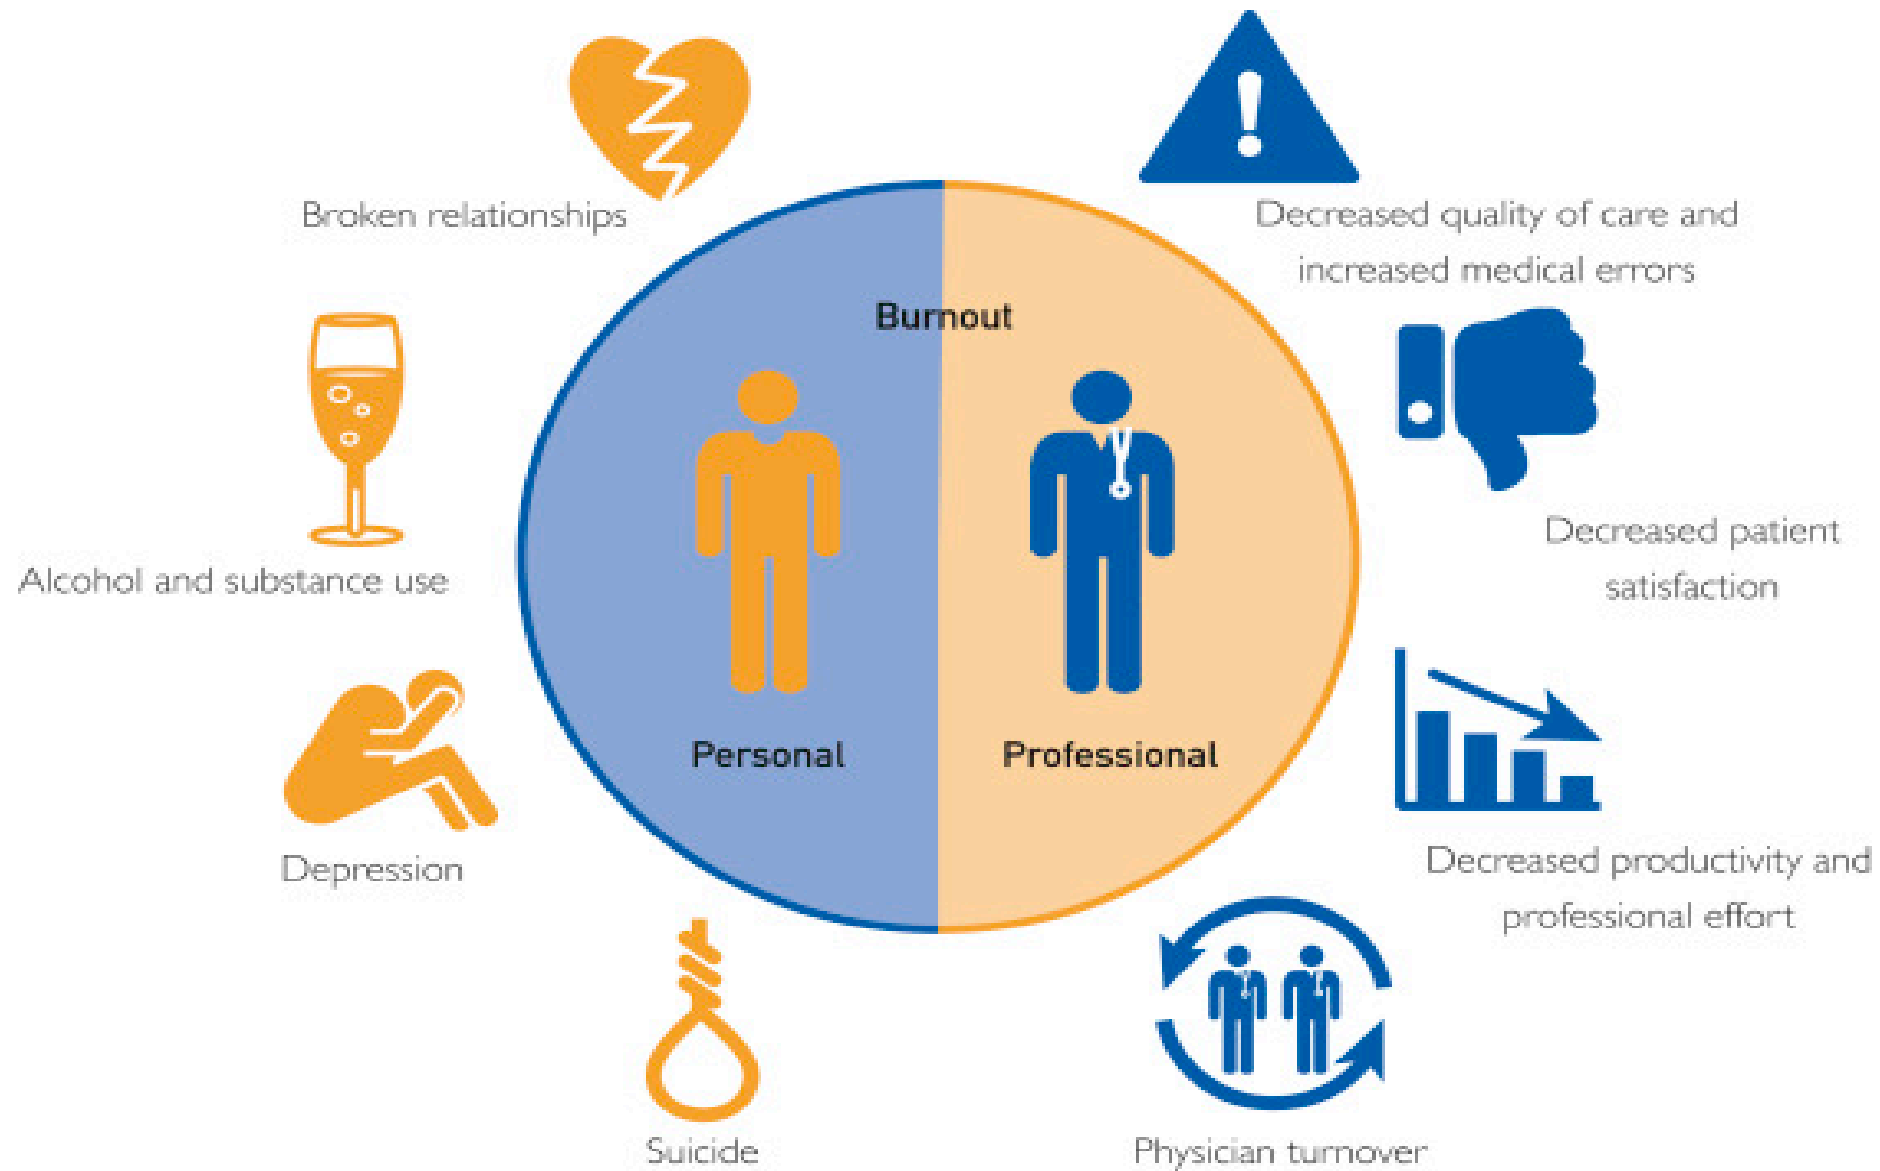 Broken relationships
Decreased quality of care and
increased medical errors
Burnout
Alcohol and substance use
Decreased patient
satisfaction
Personal
Professional
Depression
Decreased productivity and
professional effort
Suicide
Physician turnover